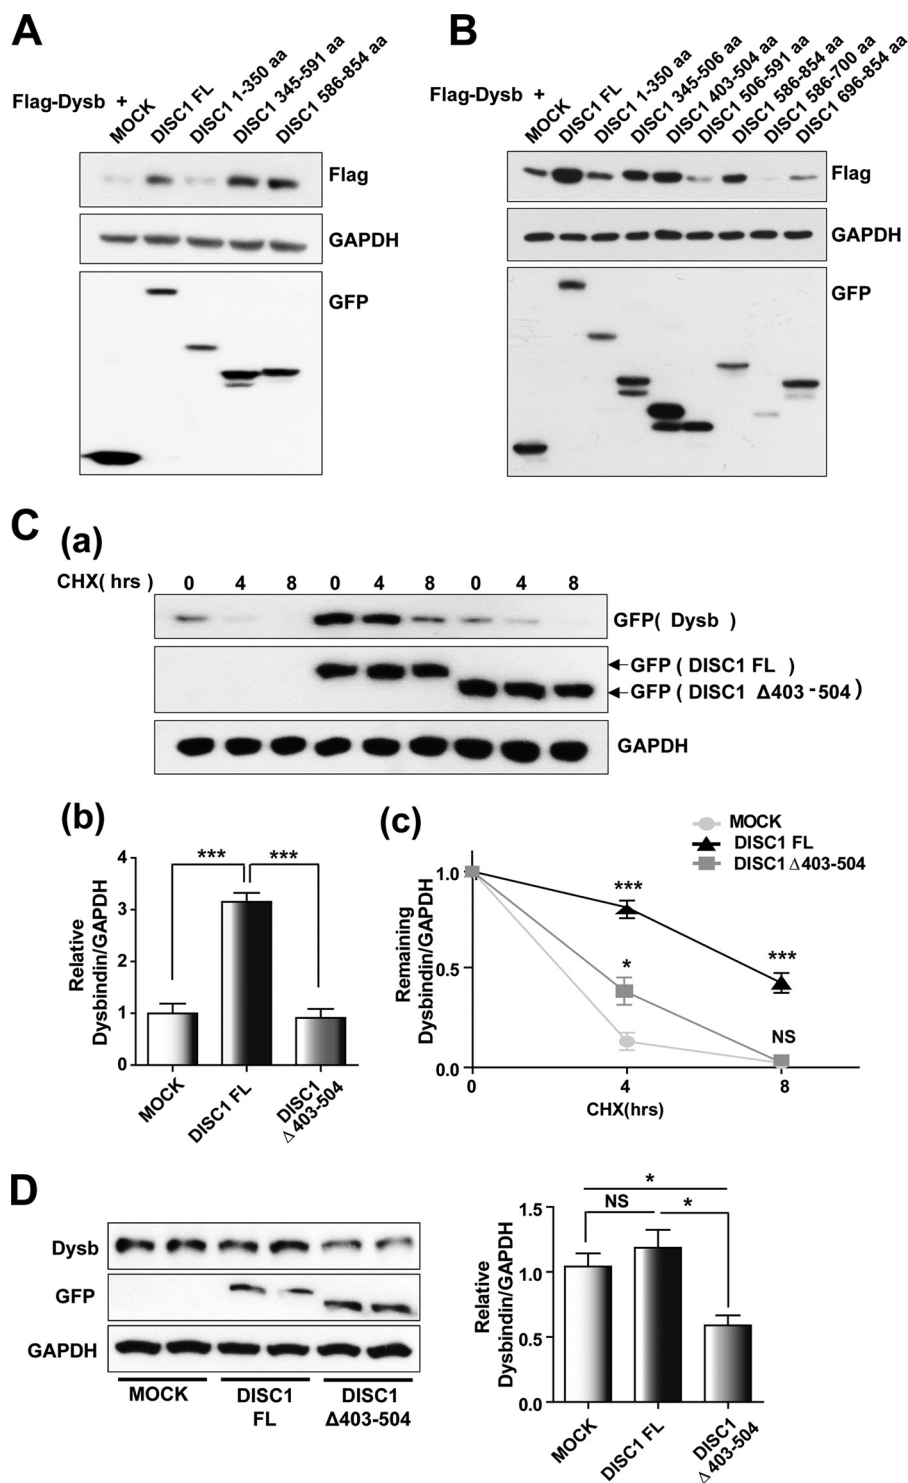 A
Flag-Dysb +
MOCK
DISC1 FL
DISC1 1-350 aa
DISC1 345-591 aa
DISC1 586-854 aa
Flag
GAPDH
GFP
B
Flag-Dysb +
MOCK
DISC1 FL
DISC1 1-350 aa
DISC1 345-506 aa
DISC1 403-504 aa
DISC1 506-591 aa
DISC1 586-854 aa
DISC1 586-700 aa
DISC1 696-854 aa
Flag
GAPDH
GFP
C
(a)
CHX( hrs ) 0 4 8 0 4 8 0 4 8
GFP( Dysb )
GFP ( DISC1 FL )
GFP ( DISC1 Δ403-504)
GAPDH
(b)
Relative
Dysbindin/GAPDH
4
3
2
1
0
*** ***
MOCK
DISC1 FL
DISC1
Δ403-504
(c)
MOCK
DISC1 FL
DISC1 Δ403-504
Remaining
Dysbindin/GAPDH
1.0
0.5
0.0
***
*
***
NS
0 4 8
CHX(hrs)
D
Dysb
GFP
GAPDH
MOCK
DISC1
FL
DISC1
Δ403-504
Relative
Dysbindin/GAPDH
1.5
1.0
0.5
0.0
*
NS *
MOCK
DISC1 FL
DISC1
Δ403-504